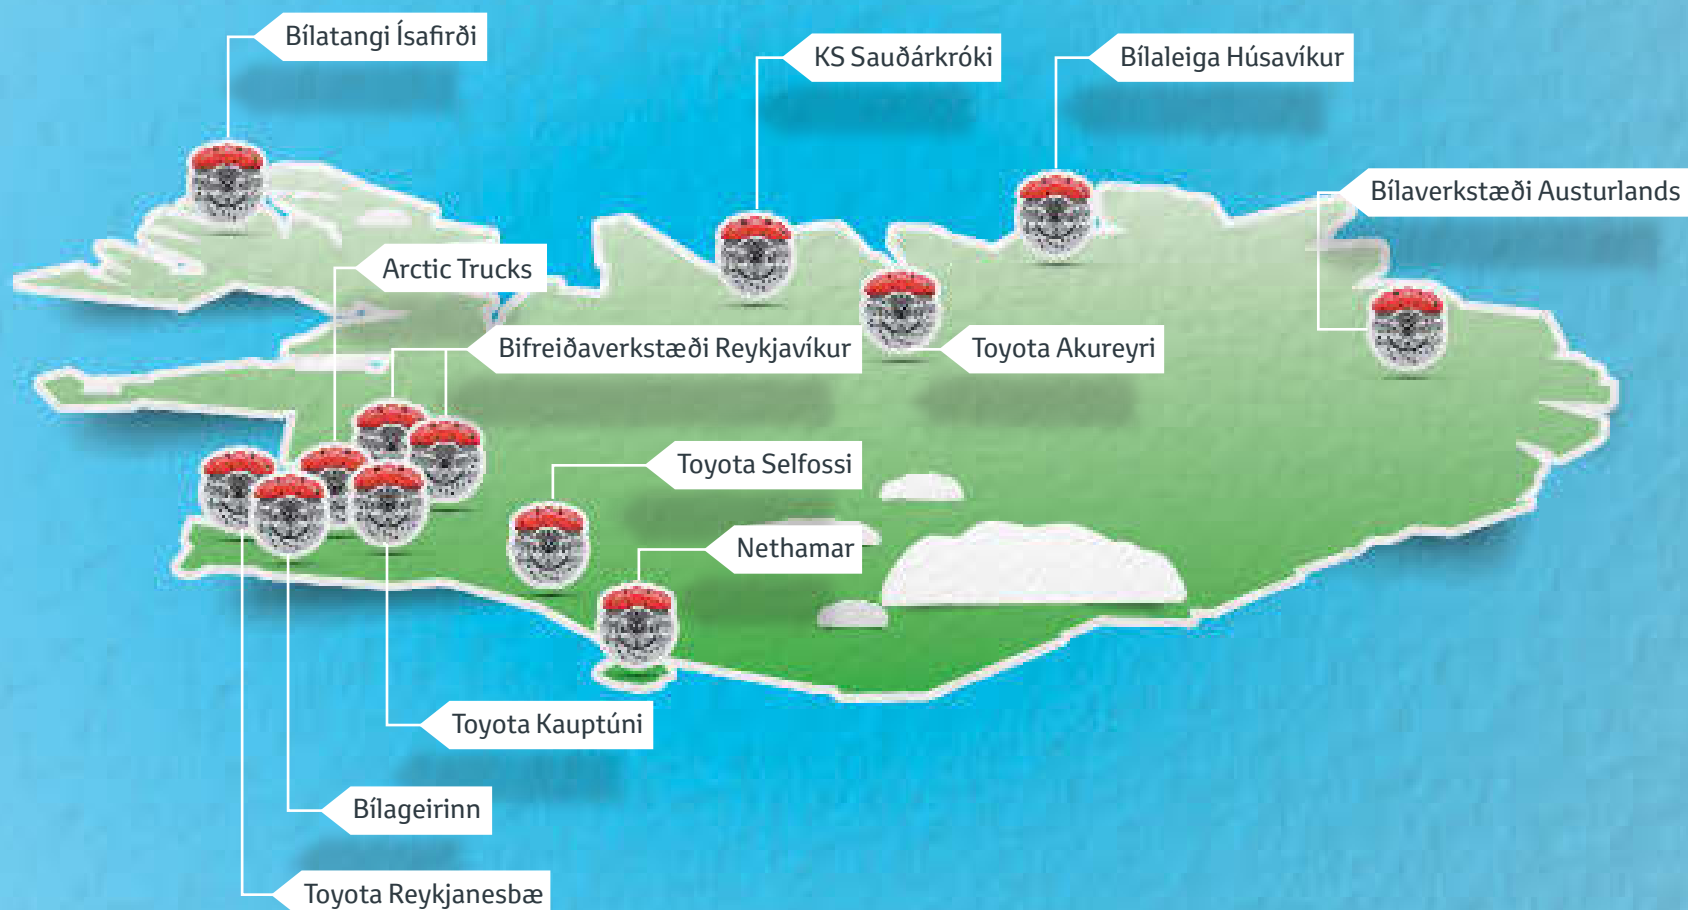 Bílatangi Ísafirði
KS Sauðárkróki
Bílaleiga Húsavíkur
Bílaverkstæði Austurlands
Arctic Trucks
Bifreiðaverkstæði Reykjavíkur
Toyota Akureyri
Toyota Selfossi
Nethamar
Toyota Kauptúni
Bílageirinn
Toyota Reykjanesbæ